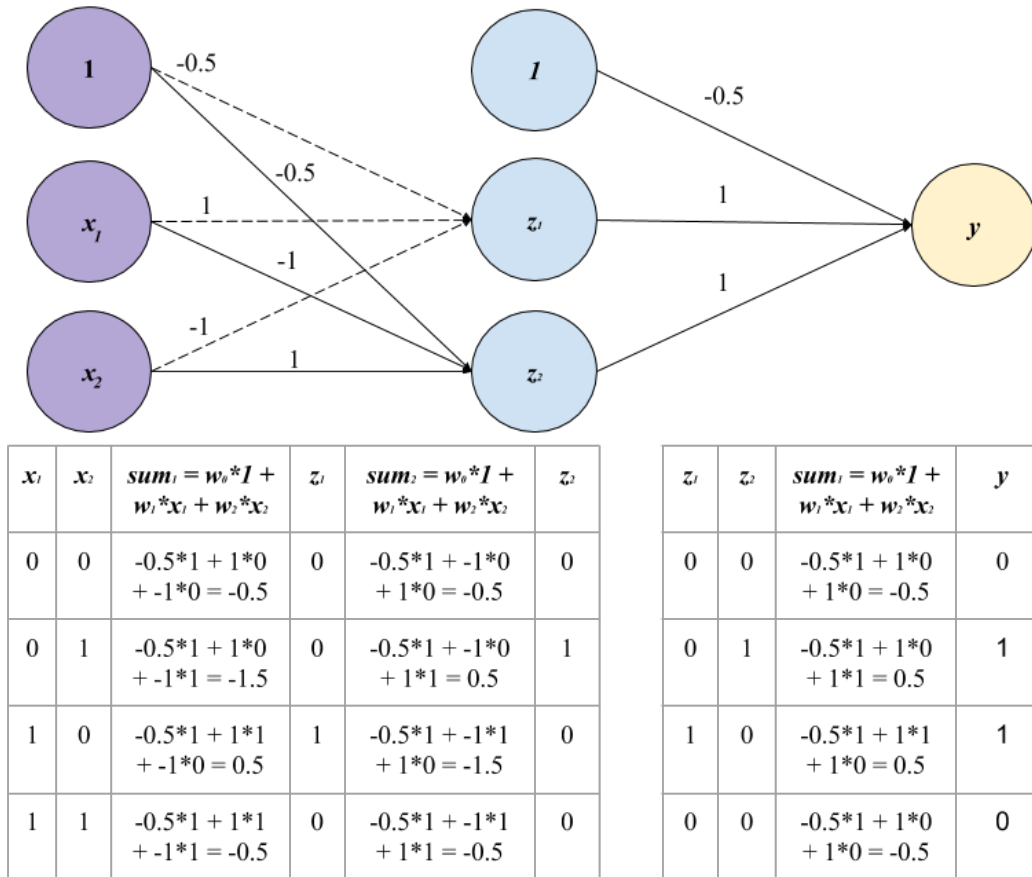 1 -0.5 1
-0.5
-0.5
x₁ 1 z₁ 1 y
-1
1
-1
x₂ 1 z₂
x₁ x₂ sum₁ = w₀*1 + z₁ sum₂ = w₀*1 + z₂
w₁*x₁ + w₂*x₂ w₁*x₁ + w₂*x₂
0 0 -0.5*1 + 1*0 0 -0.5*1 + -1*0 0
+ -1*0 = -0.5 + 1*0 = -0.5
0 1 -0.5*1 + 1*0 0 -0.5*1 + -1*0 1
+ -1*1 = -1.5 + 1*1 = 0.5
1 0 -0.5*1 + 1*1 1 -0.5*1 + -1*1 0
+ -1*0 = 0.5 + 1*0 = -1.5
1 1 -0.5*1 + 1*1 0 -0.5*1 + -1*1 0
+ -1*1 = -0.5 + 1*1 = -0.5
z₁ z₂ sum₁ = w₀*1 + y
w₁*x₁ + w₂*x₂
0 0 -0.5*1 + 1*0 0
+ 1*0 = -0.5
0 1 -0.5*1 + 1*0 1
+ 1*1 = 0.5
1 0 -0.5*1 + 1*1 1
+ 1*0 = 0.5
0 0 -0.5*1 + 1*0 0
+ 1*0 = -0.5